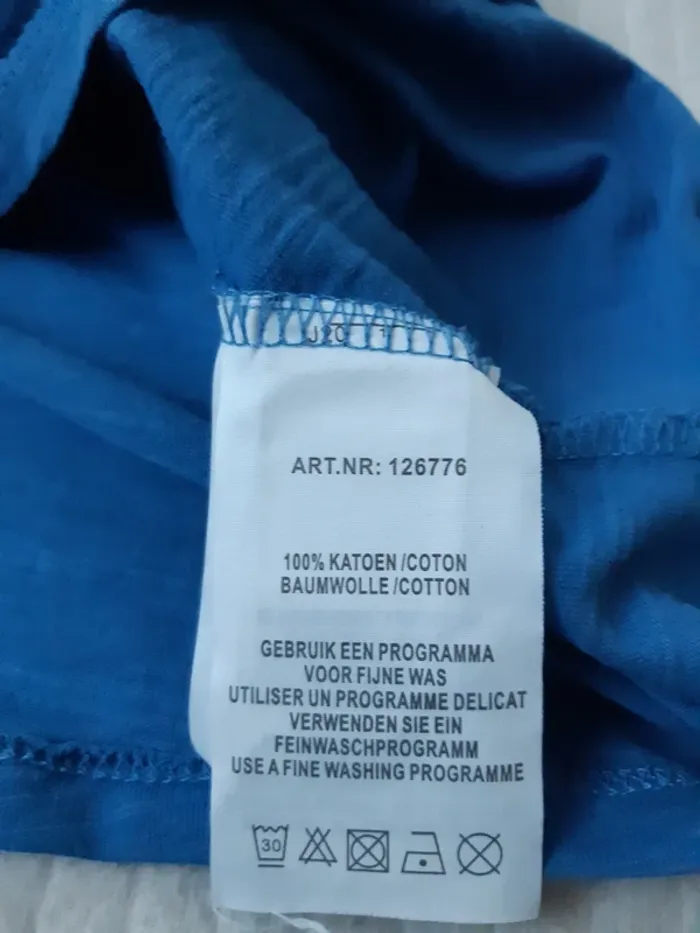 ART.NR: 126776
100% KATOEN /COTON
BAUMWOLLE /COTTON
GEBRUIK EEN PROGRAMMA
VOOR FIJNE WAS
UTILISER UN PROGRAMME DELICAT
VERWENDEN SIE EIN
FEINWASCHPROGRAMM
USE A FINE WASHING PROGRAMME
30